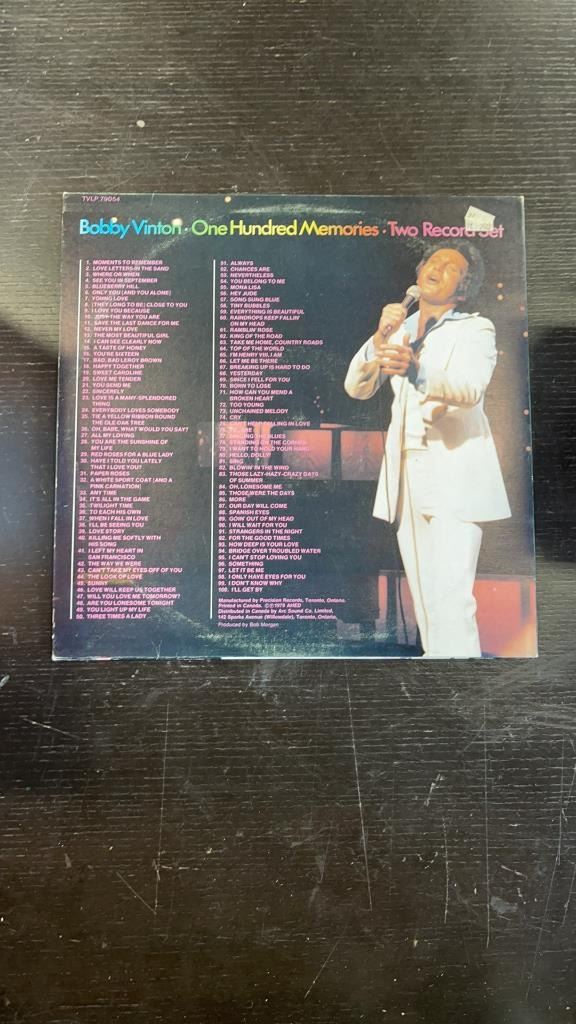 TVLP 79054
Bobby Vinton · One Hundred Memories · Two Record Set
1. MOMENTS TO REMEMBER
2. LOVE LETTERS IN THE SAND
3. WHERE OR WHEN
4. SEE YOU IN SEPTEMBER
5. BLUEBERRY HILL
6. ONLY YOU (AND YOU ALONE)
7. YOUNG LOVE
8. (THEY LONG TO BE) CLOSE TO YOU
9. I LOVE YOU BECAUSE
10. JUST THE WAY YOU ARE
11. SAVE THE LAST DANCE FOR ME
12. NEVER MY LOVE
13. THE MOST BEAUTIFUL GIRL
14. I CAN SEE CLEARLY NOW
15. A TASTE OF HONEY
16. YOU'RE SIXTEEN
17. BAD, BAD LEROY BROWN
18. HAPPY TOGETHER
19. SWEET CAROLINE
20. LOVE ME TENDER
21. YOU SEND ME
22. SINCERELY
23. LOVE IS A MANY-SPLENDORED
THING
24. EVERYBODY LOVES SOMEBODY
25. TIE A YELLOW RIBBON ROUND
THE OLE OAK TREE
26. OH, BABE, WHAT WOULD YOU SAY?
27. ALL MY LOVING
28. YOU ARE THE SUNSHINE OF
MY LIFE
29. RED ROSES FOR A BLUE LADY
30. HAVE I TOLD YOU LATELY
THAT I LOVE YOU?
31. PAPER ROSES
32. A WHITE SPORT COAT (AND A
PINK CARNATION)
33. ANY TIME
34. IT'S ALL IN THE GAME
35. TWILIGHT TIME
36. TO EACH HIS OWN
37. WHEN I FALL IN LOVE
38. I'LL BE SEEING YOU
39. LOVE STORY
40. KILLING ME SOFTLY WITH
HIS SONG
41. I LEFT MY HEART IN
SAN FRANCISCO
42. THE WAY WE WERE
43. CAN'T TAKE MY EYES OFF OF YOU
44. THE LOOK OF LOVE
45. SUNNY
46. LOVE WILL KEEP US TOGETHER
47. WILL YOU LOVE ME TOMORROW?
48. ARE YOU LONESOME TONIGHT
49. YOU LIGHT UP MY LIFE
50. THREE TIMES A LADY
51. ALWAYS
52. CHANCES ARE
53. NEVERTHELESS
54. YOU BELONG TO ME
55. MONA LISA
56. HEY JUDE
57. SONG SUNG BLUE
58. TINY BUBBLES
59. EVERYTHING IS BEAUTIFUL
60. RAINDROPS KEEP FALLIN'
ON MY HEAD
61. RAMBLIN' ROSE
62. KING OF THE ROAD
63. TAKE ME HOME, COUNTRY ROADS
64. TOP OF THE WORLD
65. I'M HENRY VIII, I AM
66. LET ME BE THERE
67. BREAKING UP IS HARD TO DO
68. YESTERDAY
69. SINCE I FELL FOR YOU
70. BORN TO LOSE
71. HOW CAN YOU MEND A
BROKEN HEART
72. TOO YOUNG
73. UNCHAINED MELODY
74. CRY
75. CAN'T HELP FALLING IN LOVE
77. SINGING THE BLUES
78. STANDING ON THE CORNER
79. I WANT TO HOLD YOUR HAND
80. HELLO, DOLLY!
81. SING
82. BLOWIN' IN THE WIND
83. THOSE LAZY-HAZY-CRAZY DAYS
OF SUMMER
84. OH, LONESOME ME
85. THOSE WERE THE DAYS
86. MORE
87. OUR DAY WILL COME
88. SPANISH EYES
89. GOIN' OUT OF MY HEAD
90. I WILL WAIT FOR YOU
91. STRANGERS IN THE NIGHT
92. FOR THE GOOD TIMES
93. HOW DEEP IS YOUR LOVE
94. BRIDGE OVER TROUBLED WATER
95. I CAN'T STOP LOVING YOU
96. SOMETHING
97. LET IT BE ME
98. I ONLY HAVE EYES FOR YOU
99. I DON'T KNOW WHY
100. I'LL GET BY
Manufactured by Precision Records, Toronto, Ontario.
Printed in Canada. ©℗ 1979 AHED
Distributed in Canada by Arc Sound Co. Limited,
142 Sparks Avenue (Willowdale), Toronto, Ontario.
Produced by Bob Morgan